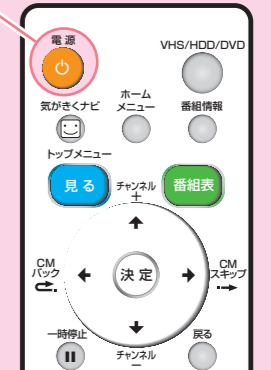 電源
VHS/HDD/DVD
気がきくナビ
ホーム
メニュー
番組情報
トップメニュー
見る
チャンネル
+
番組表
CM
バック
決定
CM
スキップ
一時停止
チャンネル
−
戻る